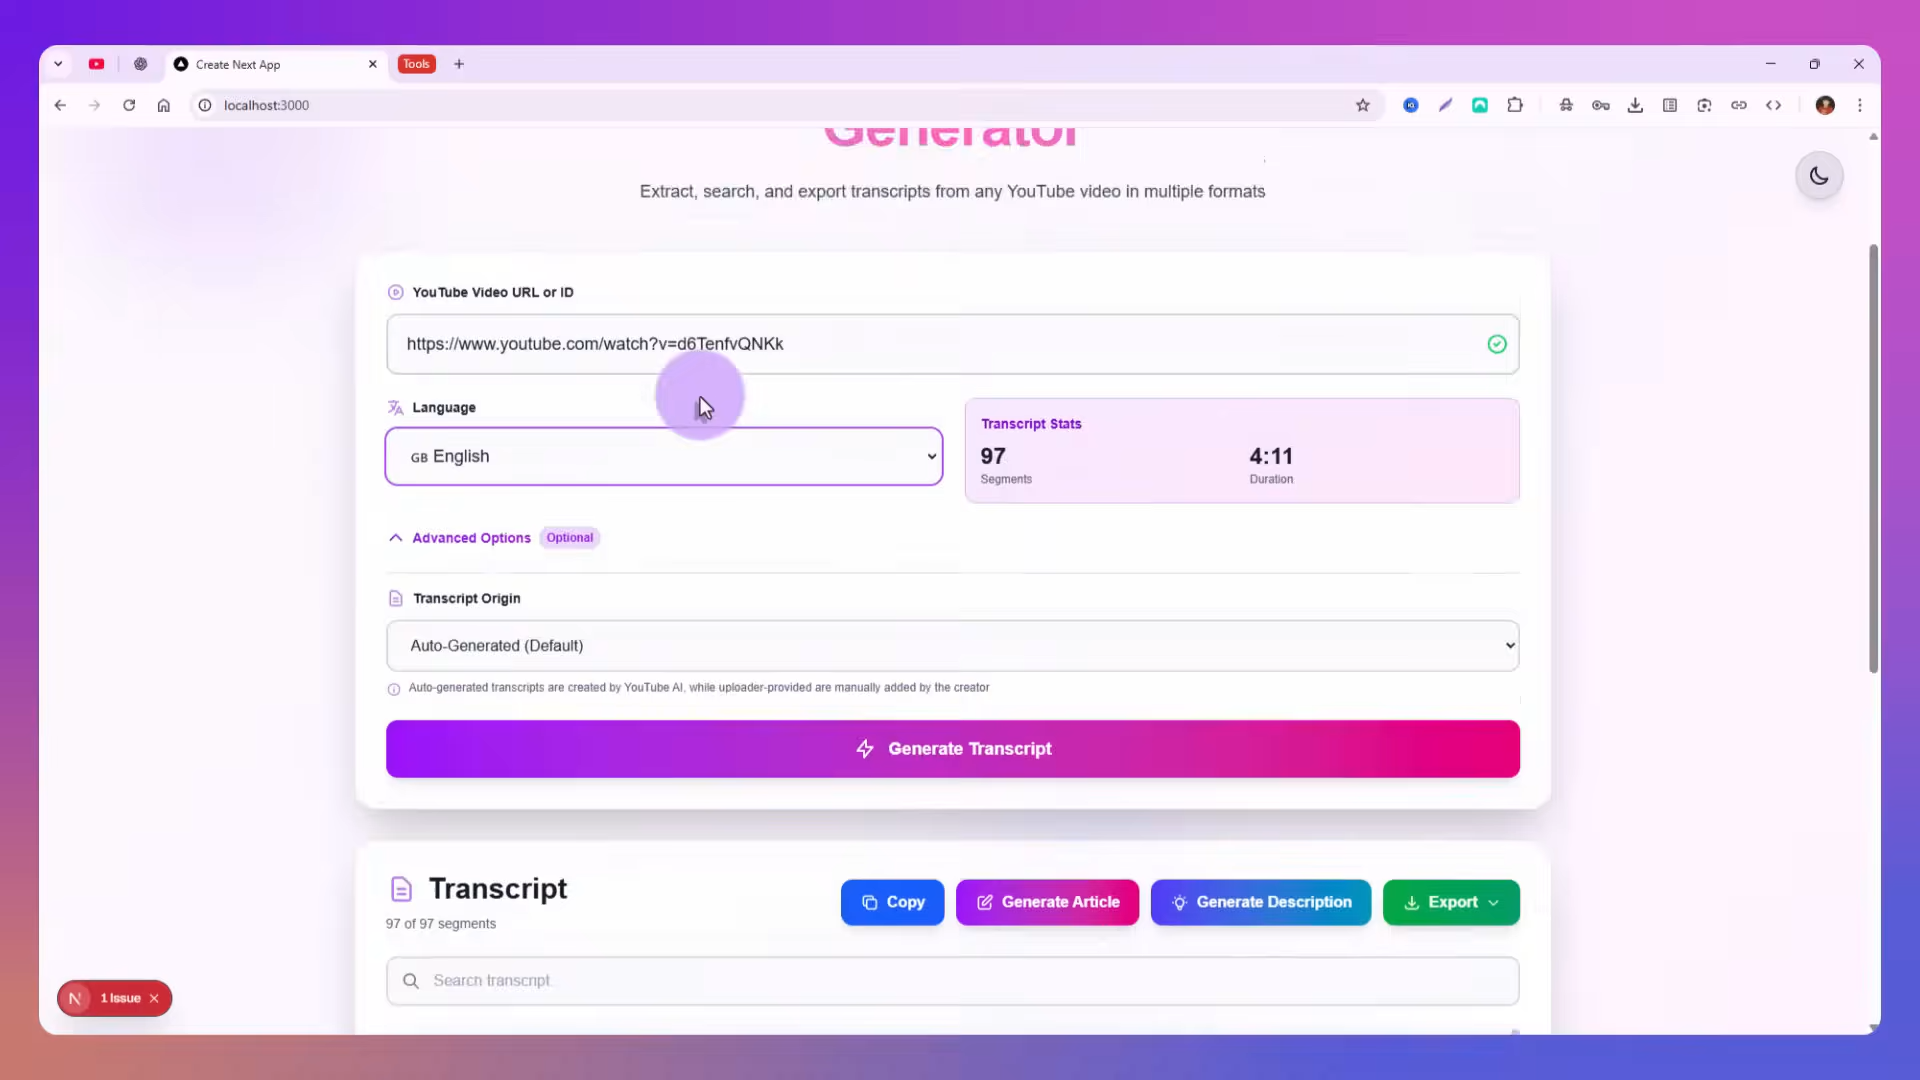 Create Next App
Tools
localhost:3000
Generator
Extract, search, and export transcripts from any YouTube video in multiple formats
YouTube Video URL or ID
https://www.youtube.com/watch?v=d6TenfvQNKk
Language
GB English
Transcript Stats
97
4:11
Segments
Duration
Advanced Options
Optional
Transcript Origin
Auto-Generated (Default)
Auto-generated transcripts are created by YouTube AI, while uploader-provided are manually added by the creator
Generate Transcript
Transcript
Copy
Generate Article
Generate Description
Export
97 of 97 segments
Search transcript
N
1 Issue